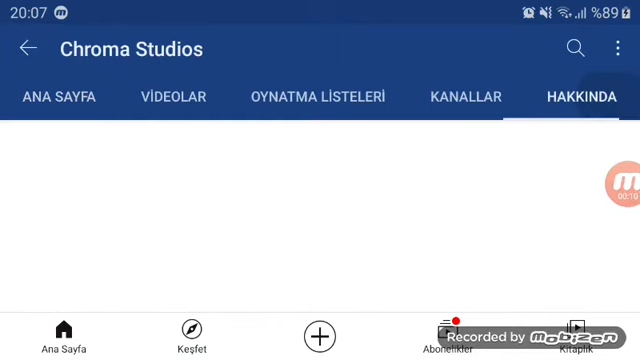 20:07 %89
Chroma Studios
ANA SAYFA VİDEOLAR OYNATMA LİSTELERİ KANALLAR HAKKINDA
00:10
Ana Sayfa Keşfet Abonelikler Kitaplık
Recorded by mobizen